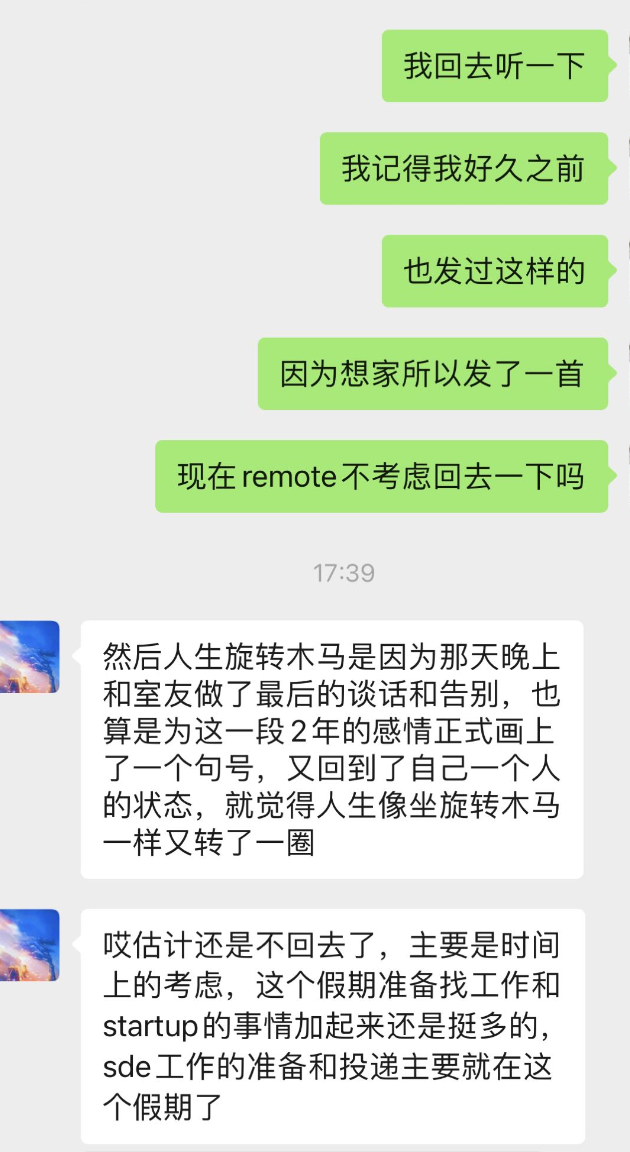 我回去听一下
我记得我好久之前
也发过这样的
因为想家所以发了一首
现在remote不考虑回去一下吗
17:39
然后人生旋转木马是因为那天晚上
和室友做了最后的谈话和告别，也
算是为这一段2年的感情正式画上
了一个句号，又回到了自己一个人
的状态，就觉得人生像坐旋转木马
一样又转了一圈
哎估计还是不回去了，主要是时间
上的考虑，这个假期准备找工作和
startup的事情加起来还是挺多的，
sde工作的准备和投递主要就在这
个假期了